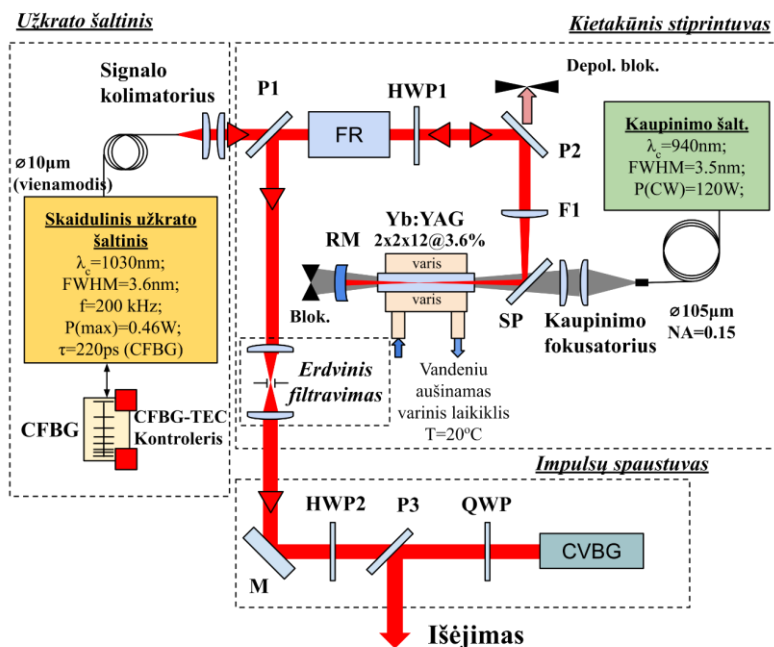 Užkrato šaltinis
Kietakūnis stiprintuvas
Signalo
kolimatorius
P1
FR
HWP1
Depol. blok.
P2
Kaupinimo šalt.
λc=940nm;
FWHM=3.5nm;
P(CW)=120W;
⌀10μm
(vienamodis)
Skaidulinis užkrato
šaltinis
λc=1030nm;
FWHM=3.6nm;
f=200 kHz;
P(max)=0.46W;
τ=220ps (CFBG)
F1
Yb:YAG
2x2x12@3.6%
RM
varis
varis
Blok.
SP
Kaupinimo
fokusatorius
⌀105μm
NA=0.15
Erdvinis
filtravimas
Vandeniu
aušinamas
varinis laikiklis
T=20ºC
CFBG
CFBG-TEC
Kontroleris
Impulsų spaustuvas
HWP2
P3
QWP
CVBG
M
Išėjimas